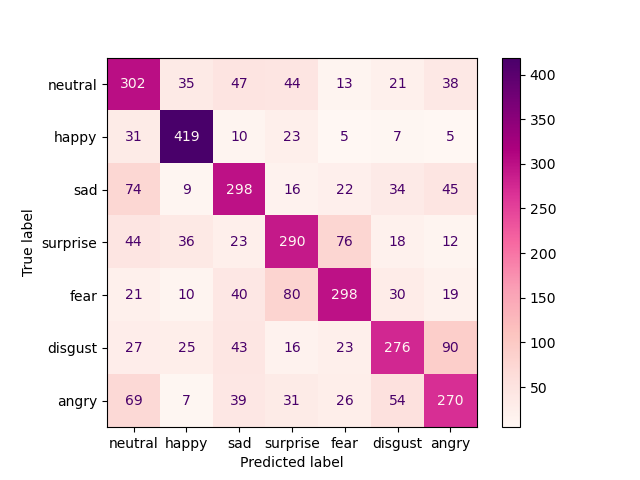 neutral 302 35 47 44 13 21 38
happy 31 419 10 23 5 7 5
sad 74 9 298 16 22 34 45
surprise 44 36 23 290 76 18 12
fear 21 10 40 80 298 30 19
disgust 27 25 43 16 23 276 90
angry 69 7 39 31 26 54 270
neutral happy sad surprise fear disgust angry
Predicted label
True label
400
350
300
250
200
150
100
50